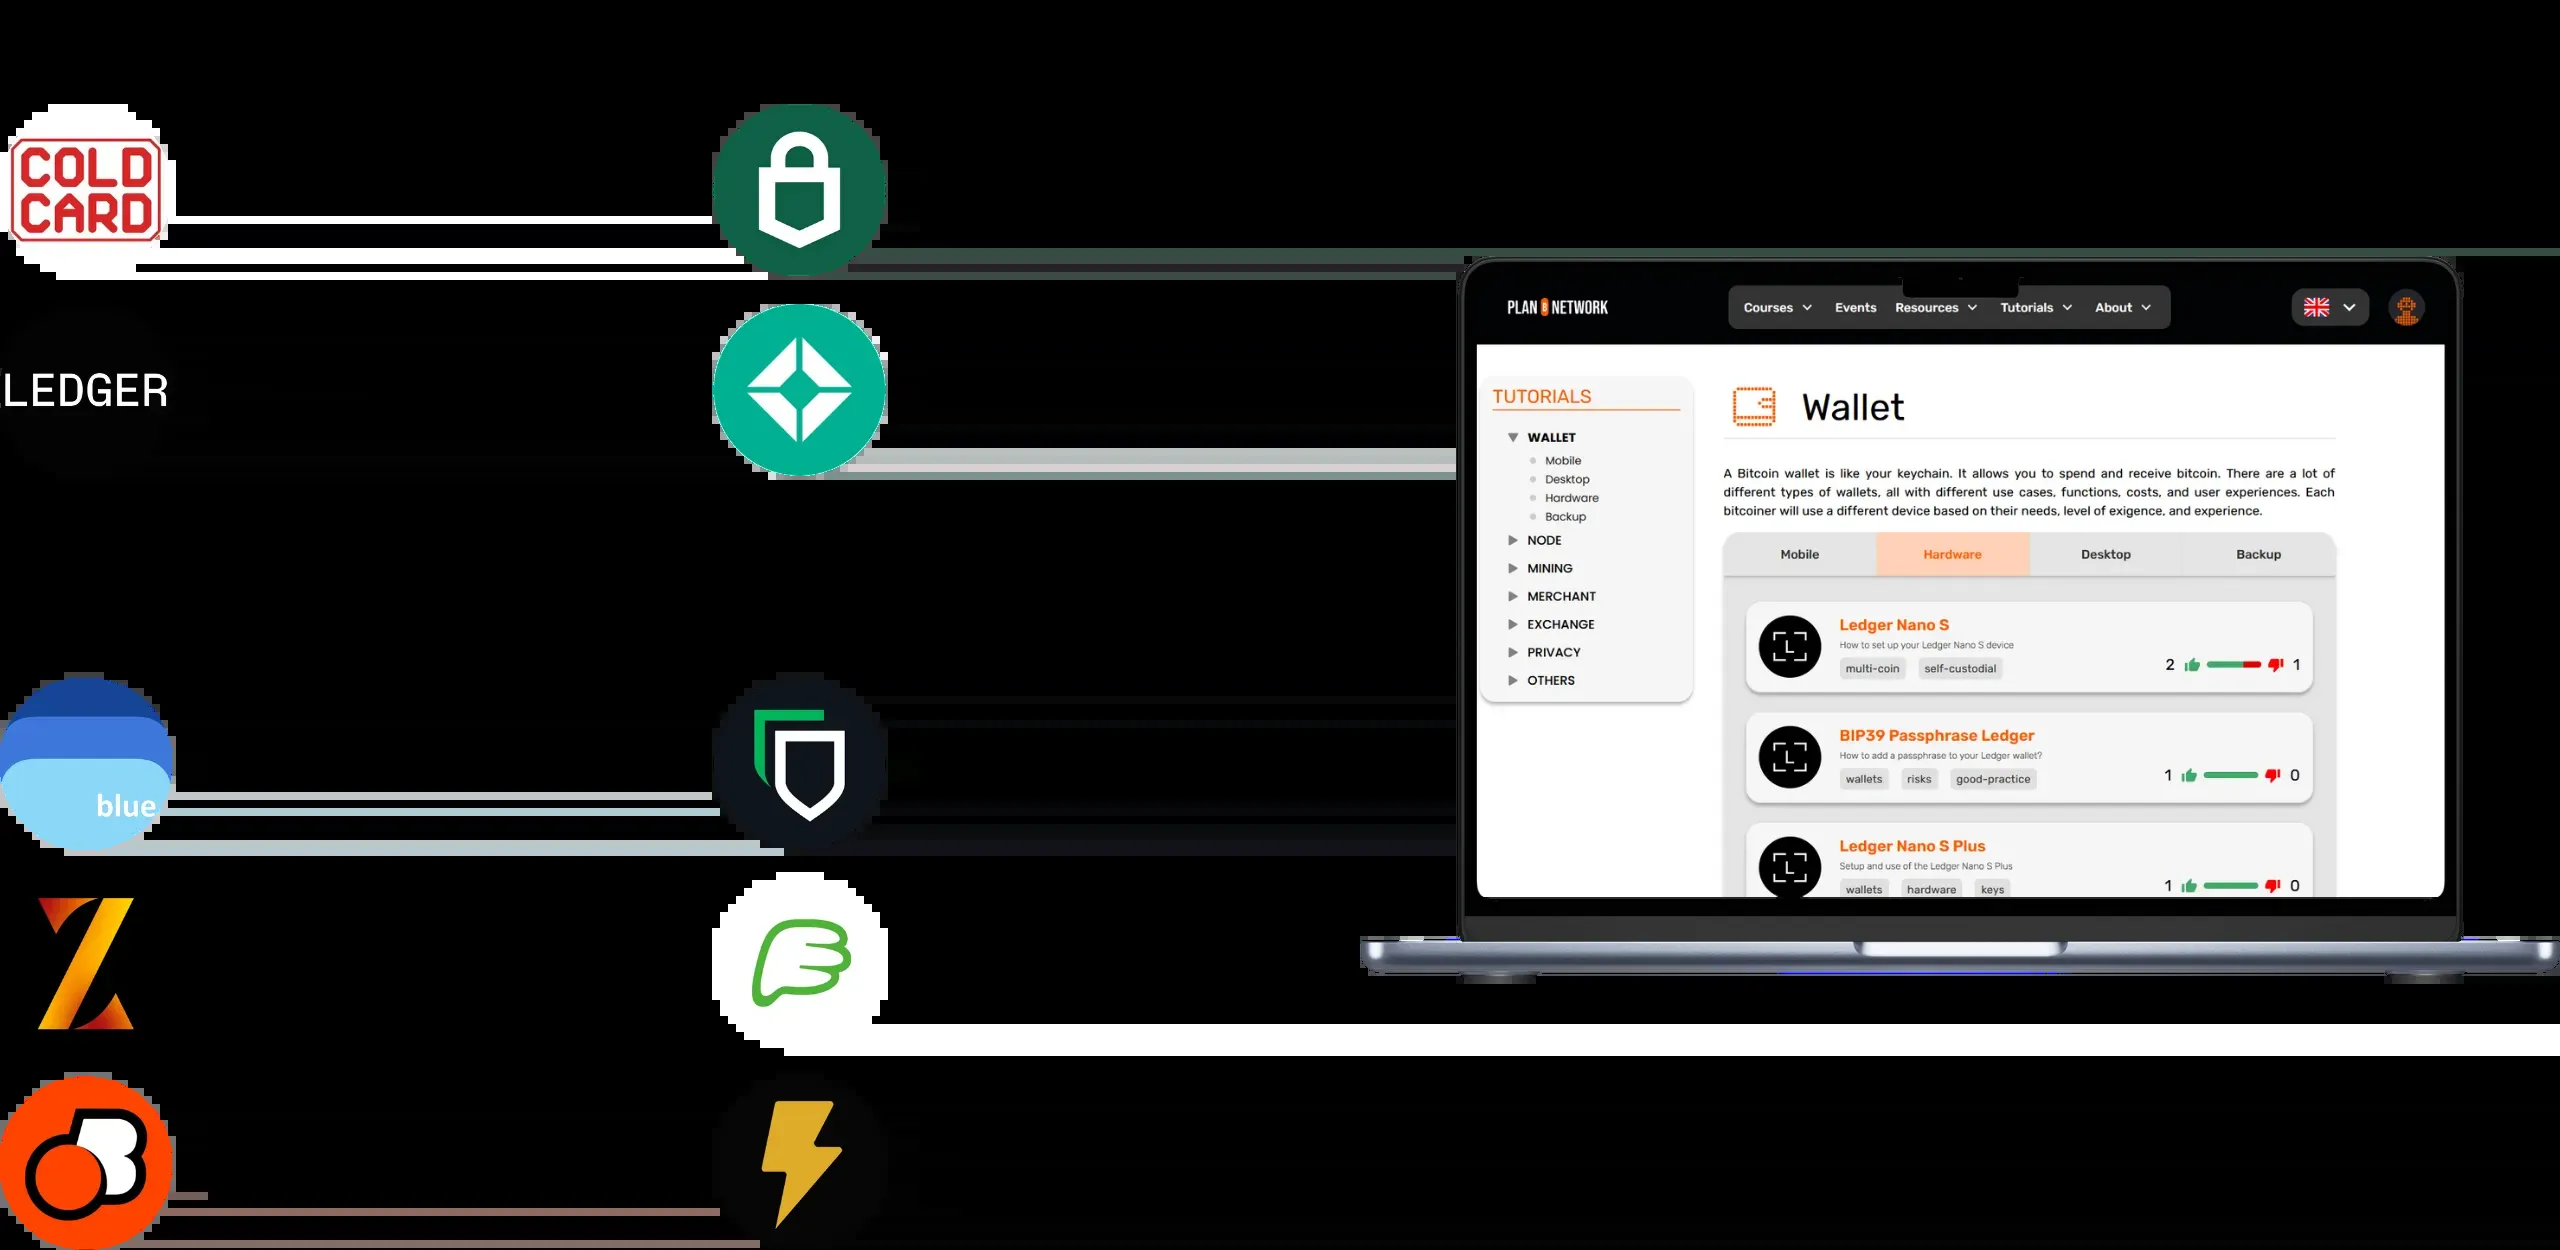 COLD
CARD
LEDGER
blue
PLAN B NETWORK
Courses
Events
Resources
Tutorials
About
TUTORIALS
WALLET
Mobile
Desktop
Hardware
Backup
NODE
MINING
MERCHANT
EXCHANGE
PRIVACY
OTHERS
Wallet
A Bitcoin wallet is like your keychain. It allows you to spend and receive bitcoin. There are a lot of
different types of wallets, all with different use cases, functions, costs, and user experiences. Each
bitcoiner will use a different device based on their needs, level of exigence, and experience.
Mobile
Hardware
Desktop
Backup
L
Ledger Nano S
How to set up your Ledger Nano S device
multi-coin
self-custodial
2
1
L
BIP39 Passphrase Ledger
How to add a passphrase to your Ledger wallet?
wallets
risks
good-practice
1
0
L
Ledger Nano S Plus
Setup and use of the Ledger Nano S Plus
wallets
hardware
keys
1
0